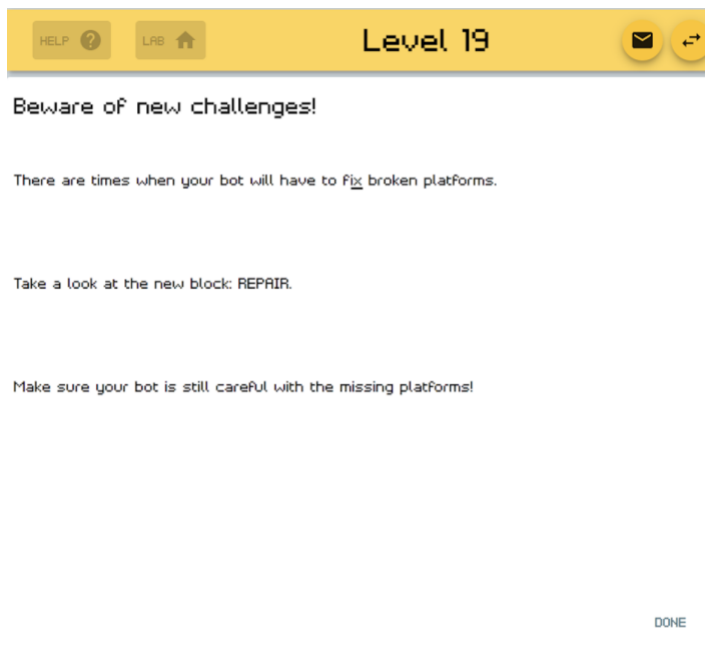 HELP ? LAB Level 19
Beware of new challenges!
There are times when your bot will have to fix broken platforms.
Take a look at the new block: REPAIR.
Make sure your bot is still careful with the missing platforms!
DONE